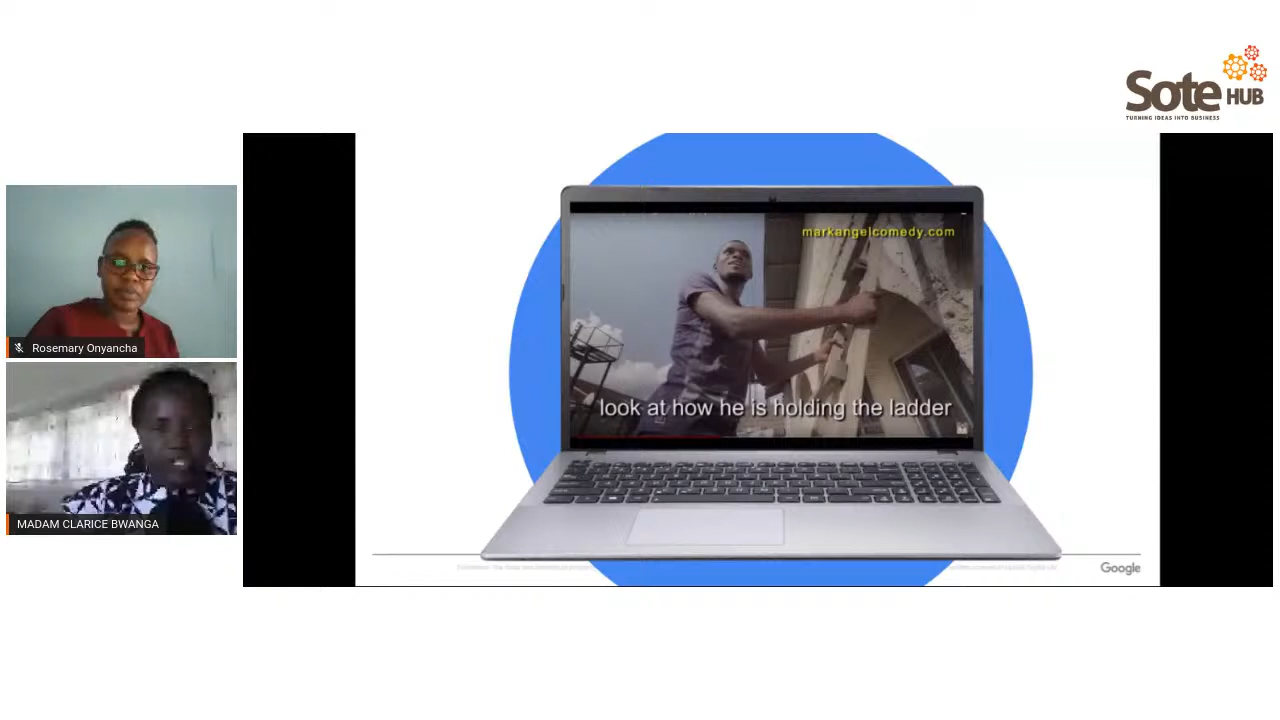 Sote HUB
TURNING IDEAS INTO BUSINESS
Rosemary Onyancha
MADAM CLARICE BWANGA
markangelcomedy.com
look at how he is holding the ladder
Google